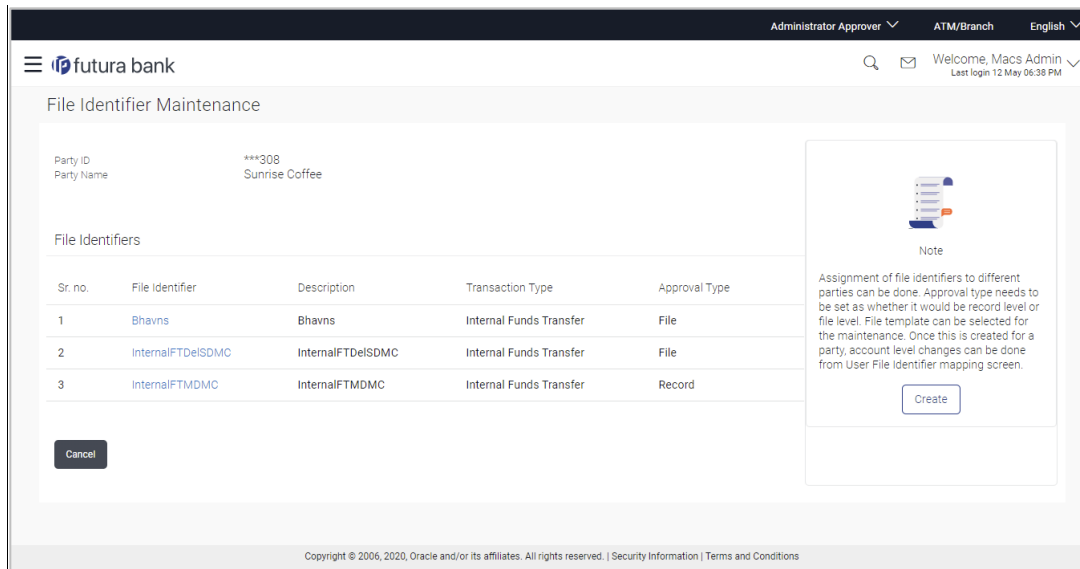 Administrator Approver ATM/Branch English
futura bank
Welcome, Macs Admin
Last login 12 May 06:38 PM
File Identifier Maintenance
Party ID ***308
Party Name Sunrise Coffee
File Identifiers
Sr. no. File Identifier Description Transaction Type Approval Type
1 Bhavns Bhavns Internal Funds Transfer File
2 InternalFTDelSDMC InternalFTDelSDMC Internal Funds Transfer File
3 InternalFTMDMC InternalFTMDMC Internal Funds Transfer Record
Cancel
Note
Assignment of file identifiers to different
parties can be done. Approval type needs to
be set as whether it would be record level or
file level. File template can be selected for
the maintenance. Once this is created for a
party, account level changes can be done
from User File Identifier mapping screen.
Create
Copyright © 2006, 2020, Oracle and/or its affiliates. All rights reserved. | Security Information | Terms and Conditions